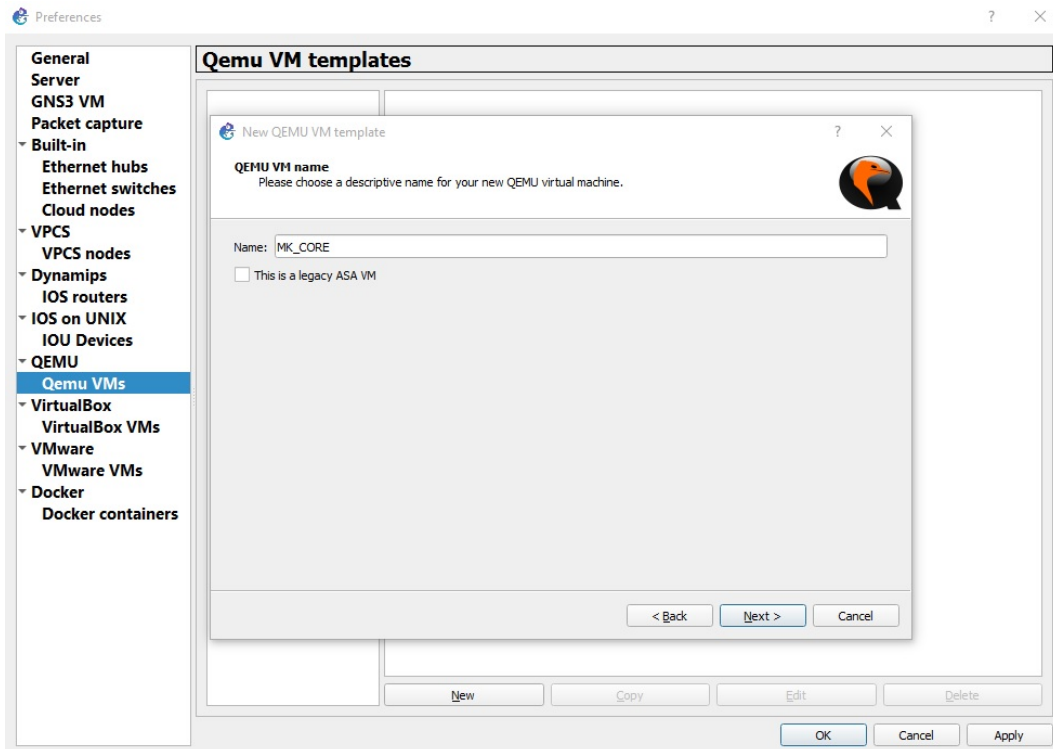 Preferences
?
General
Server
GNS3 VM
Packet capture
Built-in
Ethernet hubs
Ethernet switches
Cloud nodes
VPCS
VPCS nodes
Dynamips
IOS routers
IOS on UNIX
IOU Devices
QEMU
Qemu VMs
VirtualBox
VirtualBox VMs
VMware
VMware VMs
Docker
Docker containers
Qemu VM templates
New QEMU VM template
?
QEMU VM name
Please choose a descriptive name for your new QEMU virtual machine.
Name: MK_CORE
This is a legacy ASA VM
< Back Next > Cancel
New Copy Edit Delete
OK Cancel Apply